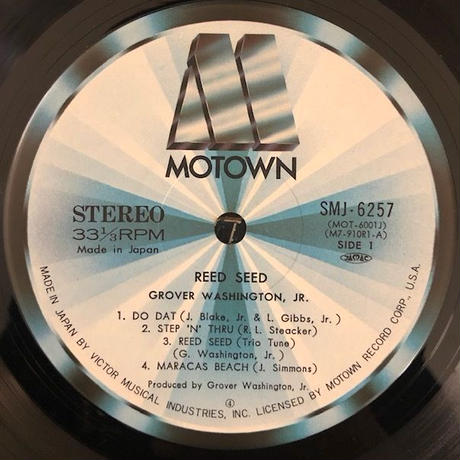 MOTOWN
STEREO
33⅓RPM
Made in Japan
SMJ-6257
(MOT-6001J)
(M7-910R1-A)
SIDE 1
JASRAC
REED SEED
GROVER WASHINGTON, JR.
1. DO DAT (J. Blake, Jr. & L. Gibbs, Jr.)
2. STEP 'N' THRU (R. L. Steacker)
3. REED SEED (Trio Tune)
(G. Washington, Jr.)
4. MARACAS BEACH (J. Simmons)
Produced by Grover Washington, Jr.
④
MADE IN JAPAN BY VICTOR MUSICAL INDUSTRIES, INC. LICENSED BY MOTOWN RECORD CORP., U.S.A.